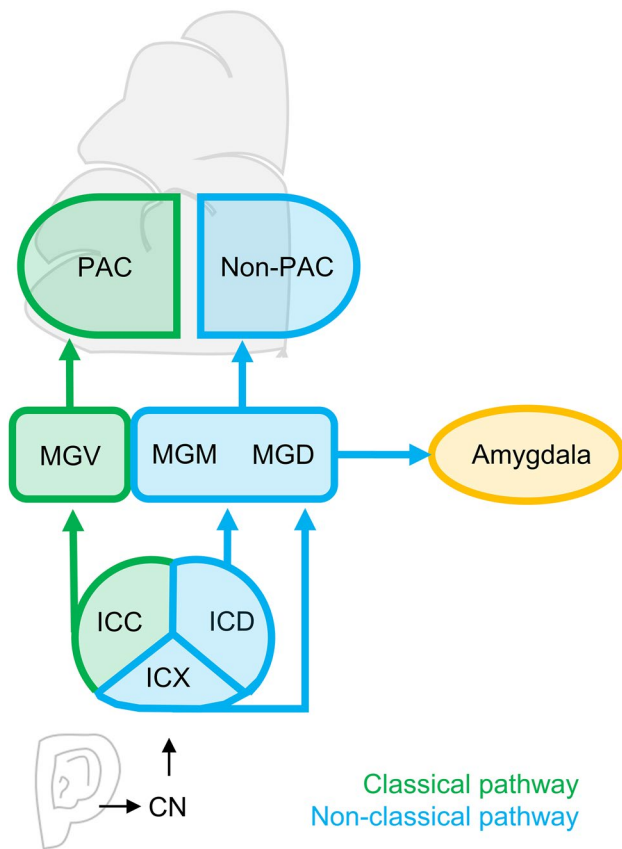 PAC
Non-PAC
MGV
MGM
MGD
Amygdala
ICC
ICD
ICX
CN
Classical pathway
Non-classical pathway